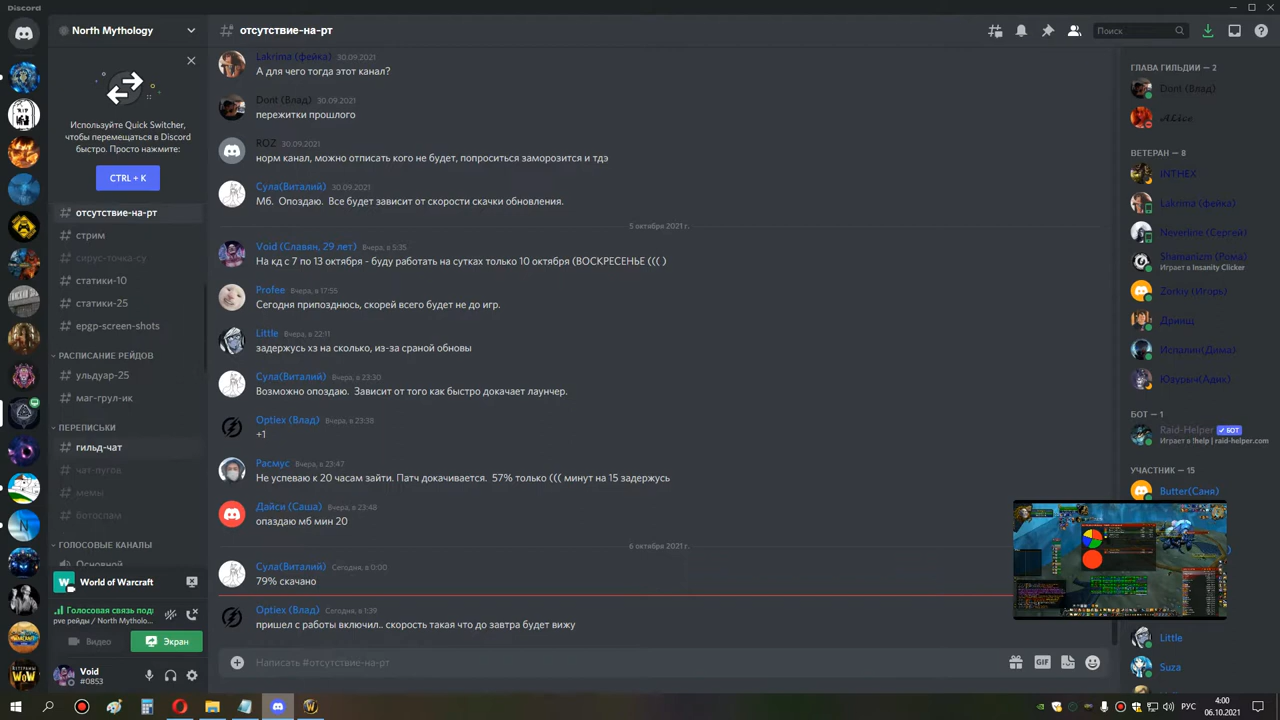 Discord
North Mythology
отсутствие-на-рт
Поиск
Используйте Quick Switcher,
чтобы перемещаться в Discord
быстро. Просто нажмите:
CTRL + K
отсутствие-на-рт
стрим
сирус-точка-су
статики-10
статики-25
epgp-screen-shots
РАСПИСАНИЕ РЕЙДОВ
ульдуар-25
маг-грул-ик
ПЕРЕПИСЬКИ
гильд-чат
чат-пугов
мемы
ботоспам
ГОЛОСОВЫЕ КАНАЛЫ
Основной
World of Warcraft
Голосовая связь под
pve рейды / North Mytholo...
Видео
Экран
Void
#0853
Lakrima (фейка) 30.09.2021
А для чего тогда этот канал?
Dont (Влад) 30.09.2021
пережитки прошлого
ROZ 30.09.2021
норм канал, можно отписать кого не будет, попроситься заморозится и тдэ
Сула(Виталий) 30.09.2021
Мб. Опоздаю. Все будет зависит от скорости скачки обновления.
5 октября 2021 г.
Void (Славян, 29 лет) Вчера, в 5:35
На кд с 7 по 13 октября - буду работать на сутках только 10 октября (ВОСКРЕСЕНЬЕ ((( )
Profee Вчера, в 17:55
Сегодня припозднюсь, скорей всего будет не до игр.
Little Вчера, в 22:11
задержусь хз на сколько, из-за сраной обновы
Сула(Виталий) Вчера, в 23:30
Возможно опоздаю. Зависит от того как быстро докачает лаунчер.
Optiex (Влад) Вчера, в 23:38
+1
Расмус Вчера, в 23:47
Не успеваю к 20 часам зайти. Патч докачивается. 57% только ((( минут на 15 задержусь
Дайси (Саша) Вчера, в 23:48
опаздаю мб мин 20
6 октября 2021 г.
Сула(Виталий) Сегодня, в 0:00
79% скачано
Optiex (Влад) Сегодня, в 1:39
пришел с работы включил.. скорость такая что до завтра будет вижу
Написать #отсутствие-на-рт
GIF
ГЛАВА ГИЛЬДИИ — 2
Dont (Влад)
ALice
ВЕТЕРАН — 8
INTHEX
Lakrima (фейка)
Neverline (Сергей)
Shamanizm (Рома)
Играет в Insanity Clicker
Zorkiy (Игорь)
Дриищ
Испалин(Дима)
Юзурыч(Адик)
БОТ — 1
Raid-Helper ✓ БОТ
Играет в !help | raid-helper.com
УЧАСТНИК — 15
Butter(Саня)
Little
Suza
РУС
4:00
06.10.2021